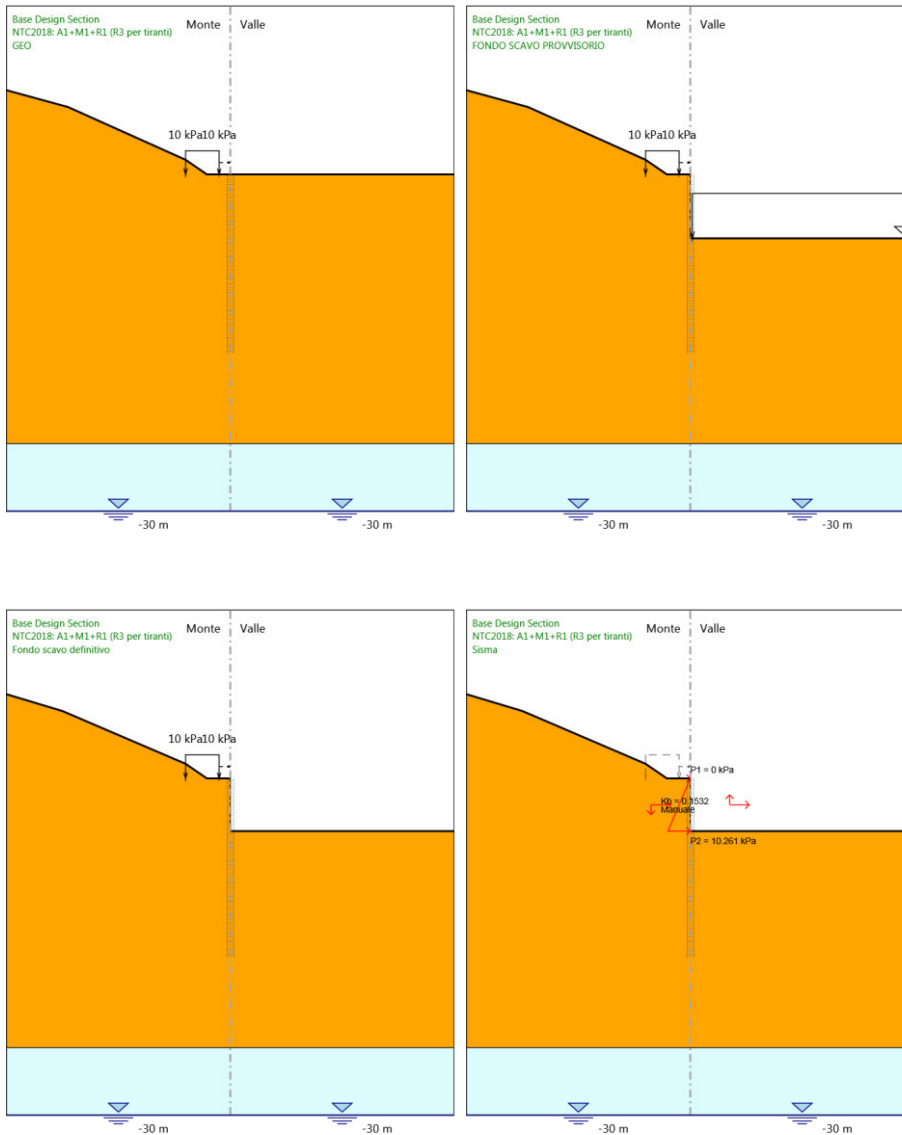 Base Design Section
NTC2018: A1+M1+R1 (R3 per tiranti)
GEO
Monte
Valle
10 kPa10 kPa
-30 m
-30 m
Base Design Section
NTC2018: A1+M1+R1 (R3 per tiranti)
FONDO SCAVO PROVVISORIO
Monte
Valle
10 kPa10 kPa
-30 m
-30 m
Base Design Section
NTC2018: A1+M1+R1 (R3 per tiranti)
Fondo scavo definitivo
Monte
Valle
10 kPa10 kPa
-30 m
-30 m
Base Design Section
NTC2018: A1+M1+R1 (R3 per tiranti)
Sisma
Monte
Valle
P1 = 0 kPa
Kh = 0.1532
Manuale
P2 = 10.261 kPa
-30 m
-30 m